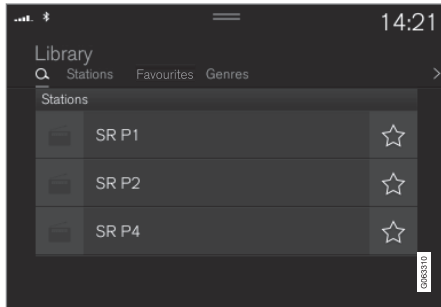 14:21
Library
Stations Favourites Genres
Stations
SR P1
SR P2
SR P4
G063310